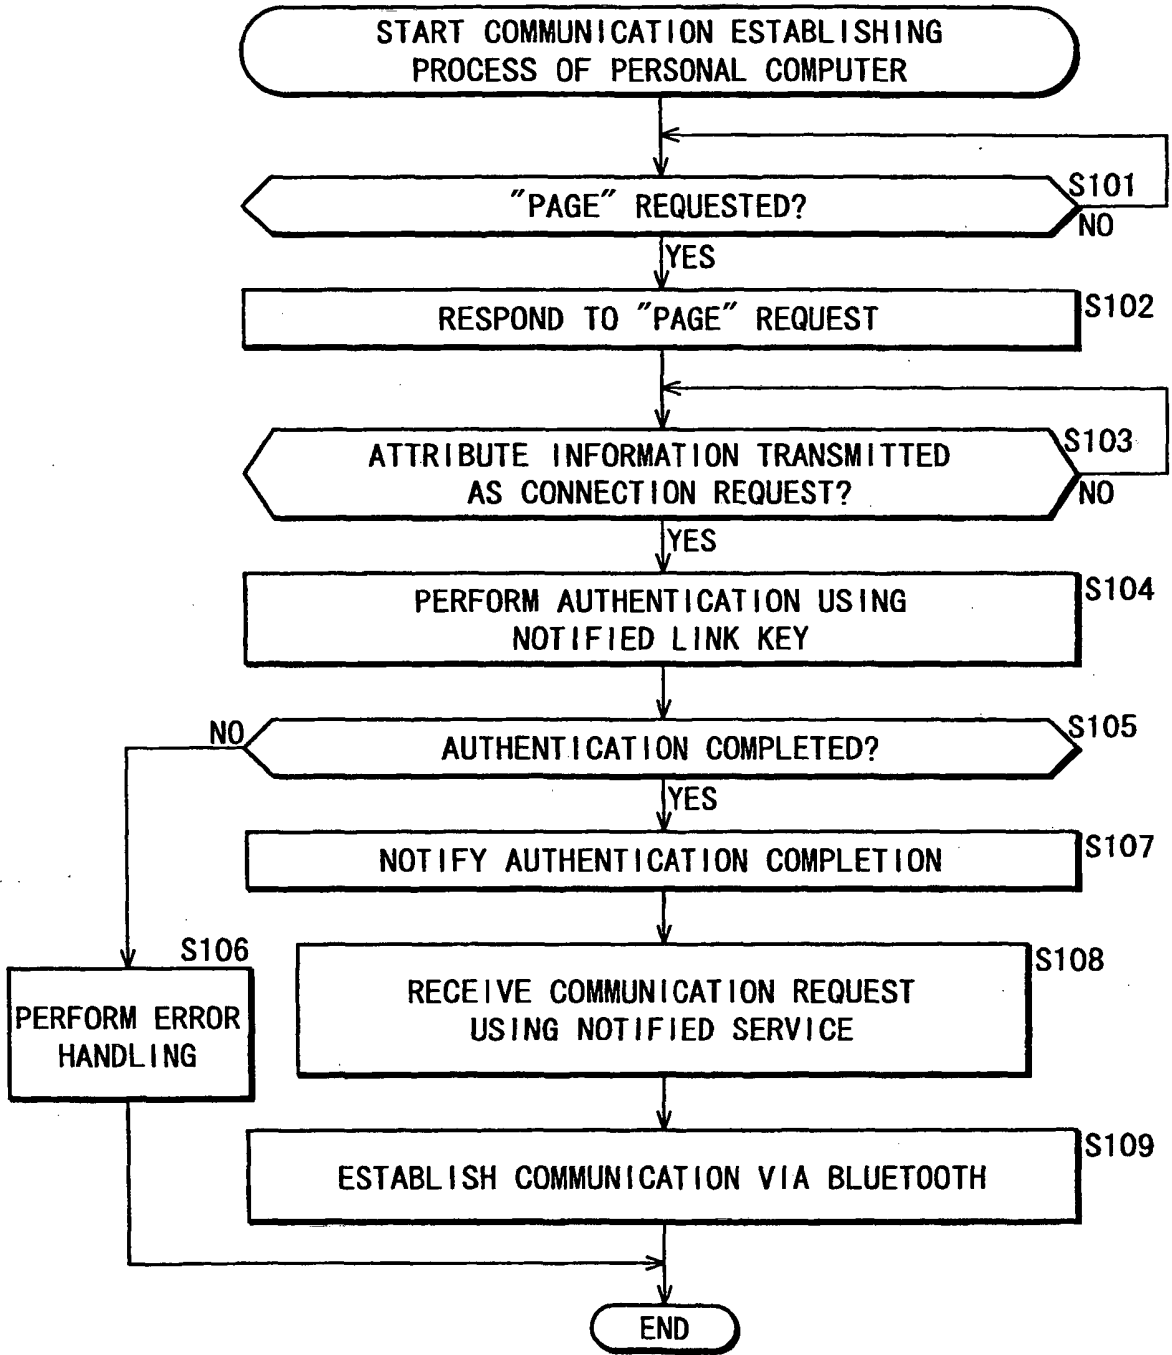 START COMMUNICATION ESTABLISHING
PROCESS OF PERSONAL COMPUTER
S101
"PAGE" REQUESTED?
NO
YES
S102
RESPOND TO "PAGE" REQUEST
S103
ATTRIBUTE INFORMATION TRANSMITTED
AS CONNECTION REQUEST?
NO
YES
S104
PERFORM AUTHENTICATION USING
NOTIFIED LINK KEY
S105
NO
AUTHENTICATION COMPLETED?
YES
S107
NOTIFY AUTHENTICATION COMPLETION
S106
PERFORM ERROR
HANDLING
S108
RECEIVE COMMUNICATION REQUEST
USING NOTIFIED SERVICE
S109
ESTABLISH COMMUNICATION VIA BLUETOOTH
END